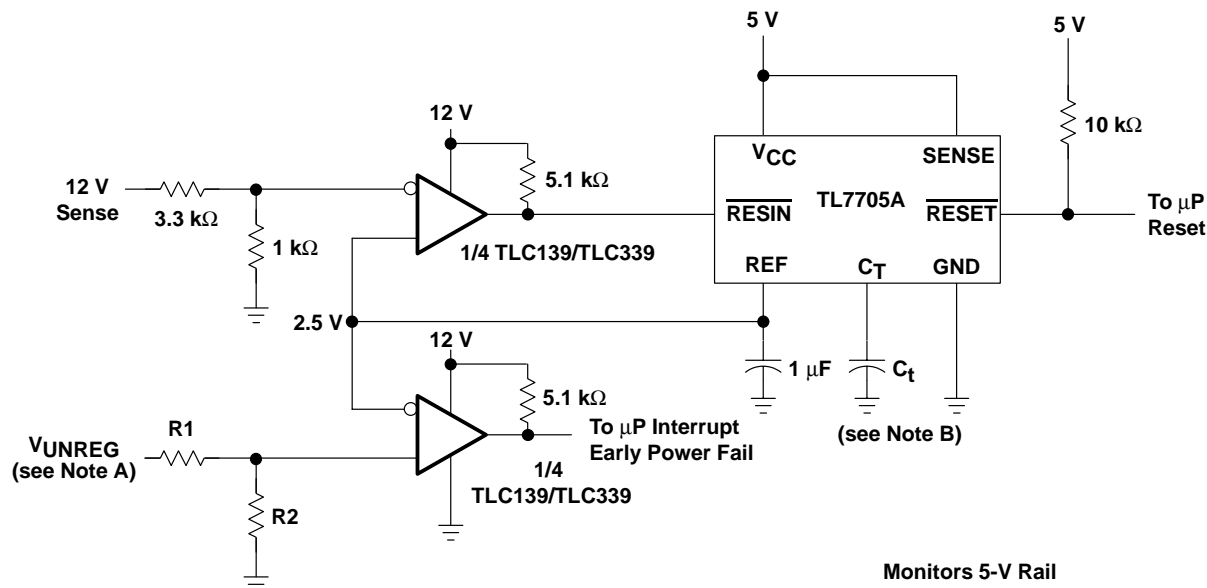 5 V
5 V
12 V
10 kΩ
VCC
SENSE
5.1 kΩ
12 V
Sense
3.3 kΩ
RESIN
TL7705A
RESET
To μP
Reset
1 kΩ
1/4 TLC139/TLC339
REF
CT
GND
2.5 V
12 V
1 μF
Ct
5.1 kΩ
(see Note B)
To μP Interrupt
Early Power Fail
R1
VUNREG
(see Note A)
1/4
TLC139/TLC339
R2
Monitors 5-V Rail